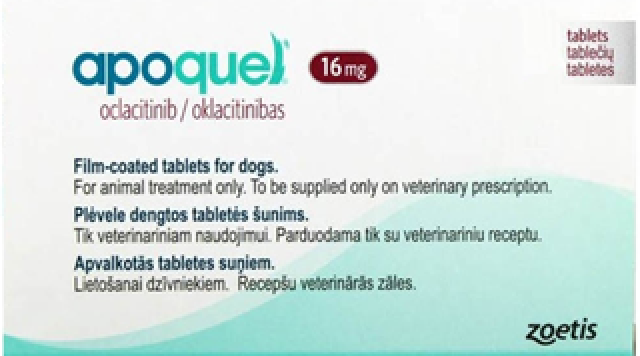 apoquel
16 mg
tablets
tablečių
tabletes
oclacitinib / oklacitinibas
Film-coated tablets for dogs.
For animal treatment only. To be supplied only on veterinary prescription.
Plėvele dengtos tabletės šunims.
Tik veterinariniam naudojimui. Parduodama tik su veterinariniu receptu.
Apvalkotās tabletes suņiem.
Lietošanai dzīvniekiem. Recepšu veterinārās zāles.
zoetis